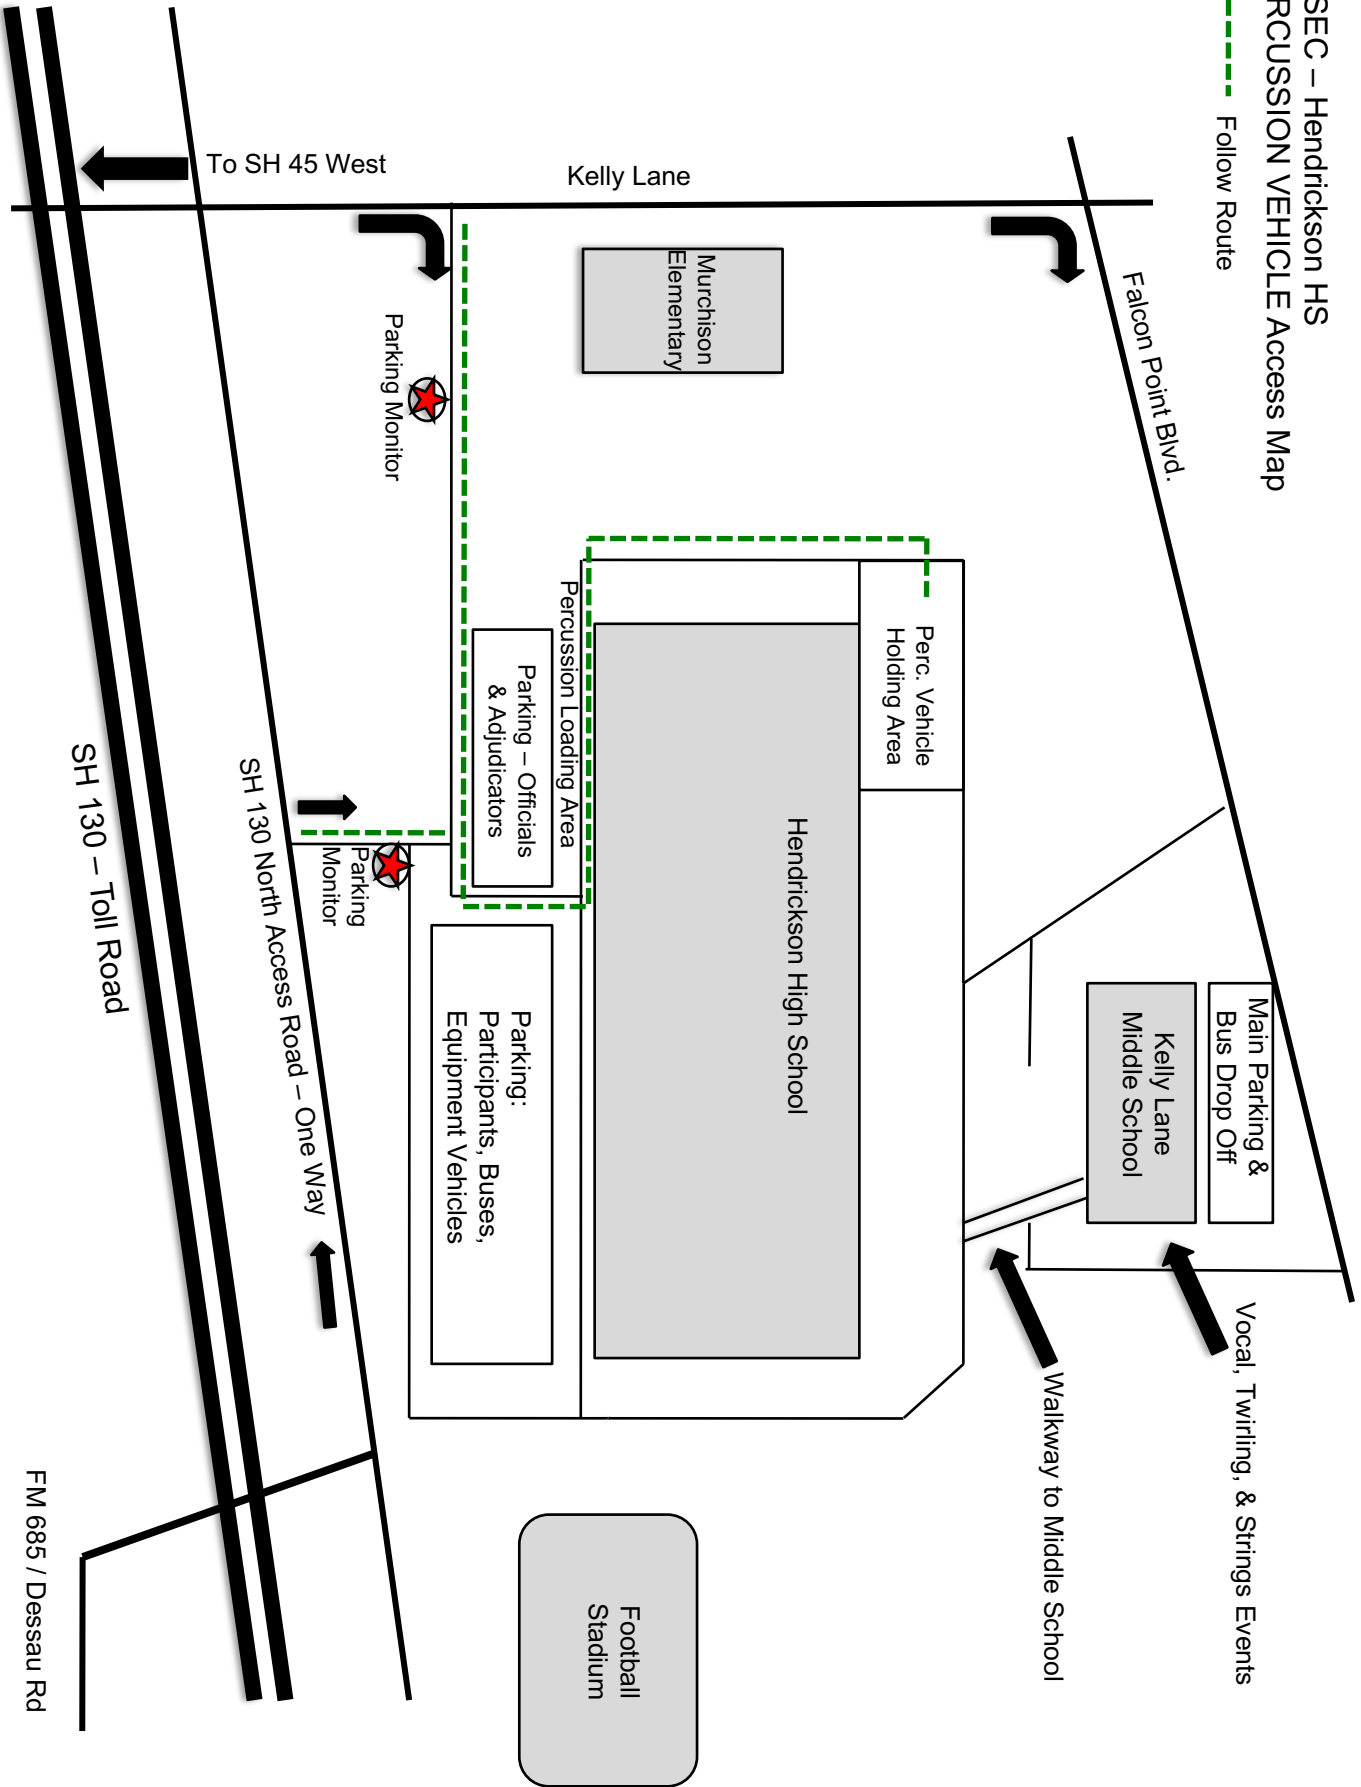 SEC – Hendrickson HS
RCUSSION VEHICLE Access Map
Follow Route
Falcon Point Blvd.
Main Parking &
Bus Drop Off
Kelly Lane
Middle School
Vocal, Twirling, & Strings Events
Walkway to Middle School
Kelly Lane
To SH 45 West
Murchison
Elementary
Perc. Vehicle
Holding Area
Hendrickson High School
Percussion Loading Area
Parking – Officials
& Adjudicators
Parking:
Participants, Buses,
Equipment Vehicles
Football
Stadium
Parking Monitor
Parking
Monitor
SH 130 North Access Road – One Way
SH 130 – Toll Road
FM 685 / Dessau Rd